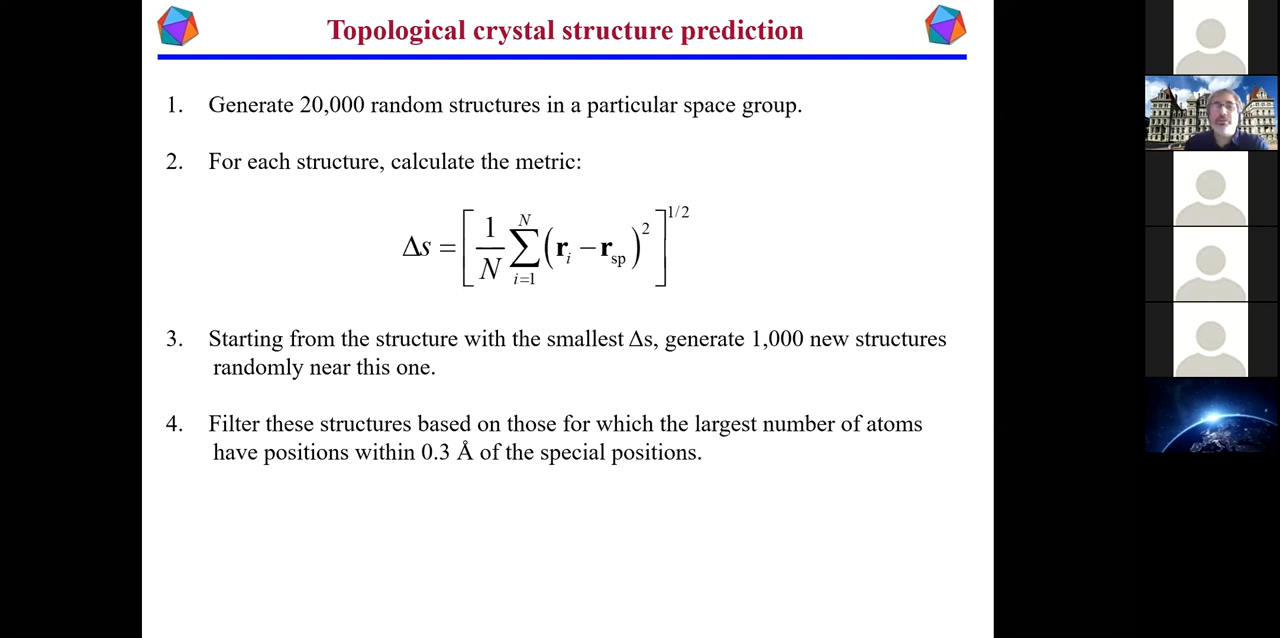 Topological crystal structure prediction
1. Generate 20,000 random structures in a particular space group.
2. For each structure, calculate the metric:
Δs = [ 1/N ∑_{i=1}^{N} (r_i − r_sp)^2 ]^{1/2}
3. Starting from the structure with the smallest Δs, generate 1,000 new structures
randomly near this one.
4. Filter these structures based on those for which the largest number of atoms
have positions within 0.3 Å of the special positions.